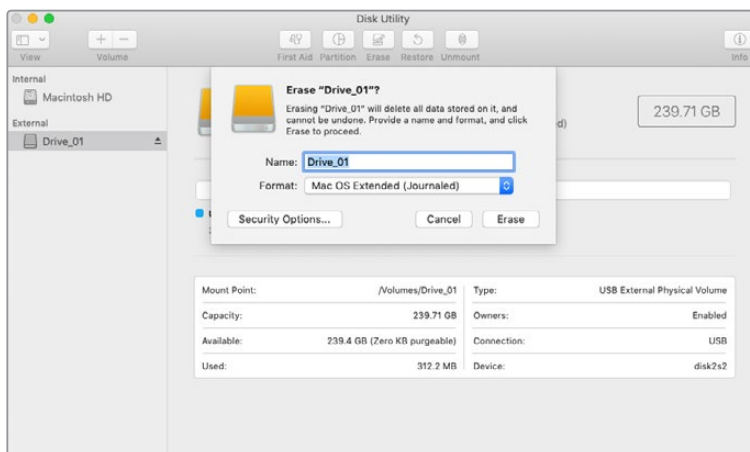 Disk Utility
View
Volume
First Aid
Partition
Erase
Restore
Unmount
Info
Internal
Macintosh HD
External
Drive_01
Erase “Drive_01”?
Erasing “Drive_01” will delete all data stored on it, and
cannot be undone. Provide a name and format, and click
Erase to proceed.
d)
239.71 GB
Name: Drive_01
Format: Mac OS Extended (Journaled)
Security Options...
Cancel
Erase
Mount Point: /Volumes/Drive_01
Type: USB External Physical Volume
Capacity: 239.71 GB
Owners: Enabled
Available: 239.4 GB (Zero KB purgeable)
Connection: USB
Used: 312.2 MB
Device: disk2s2